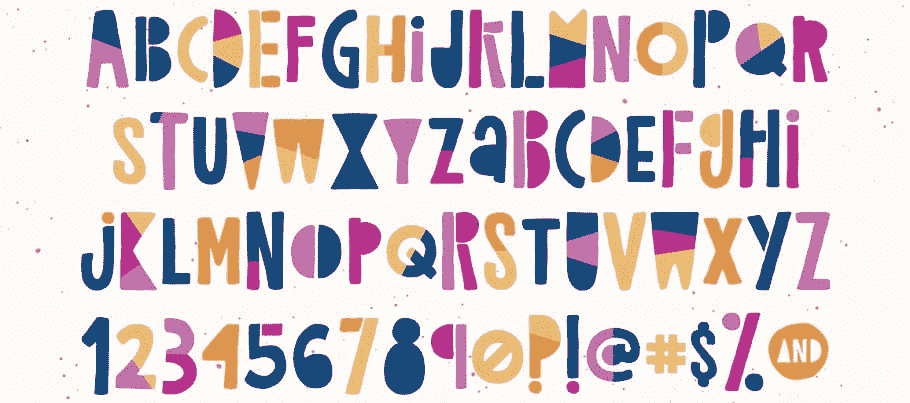 ABCDEFGHiJKLMNOPQR
STUVWXYZaBCDEFgHi
jKLMNOPQRSTUVWXYZ
1234567890?!@#$% AND